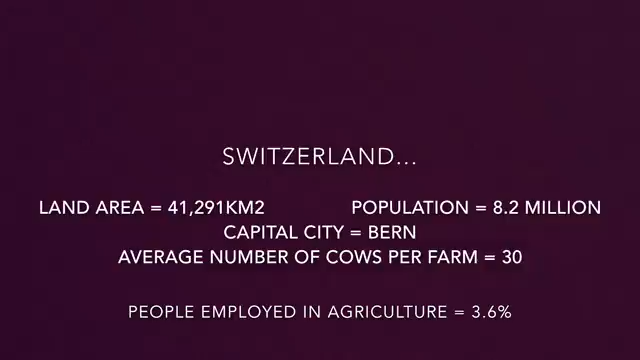 SWITZERLAND...
LAND AREA = 41,291KM2 POPULATION = 8.2 MILLION
CAPITAL CITY = BERN
AVERAGE NUMBER OF COWS PER FARM = 30
PEOPLE EMPLOYED IN AGRICULTURE = 3.6%